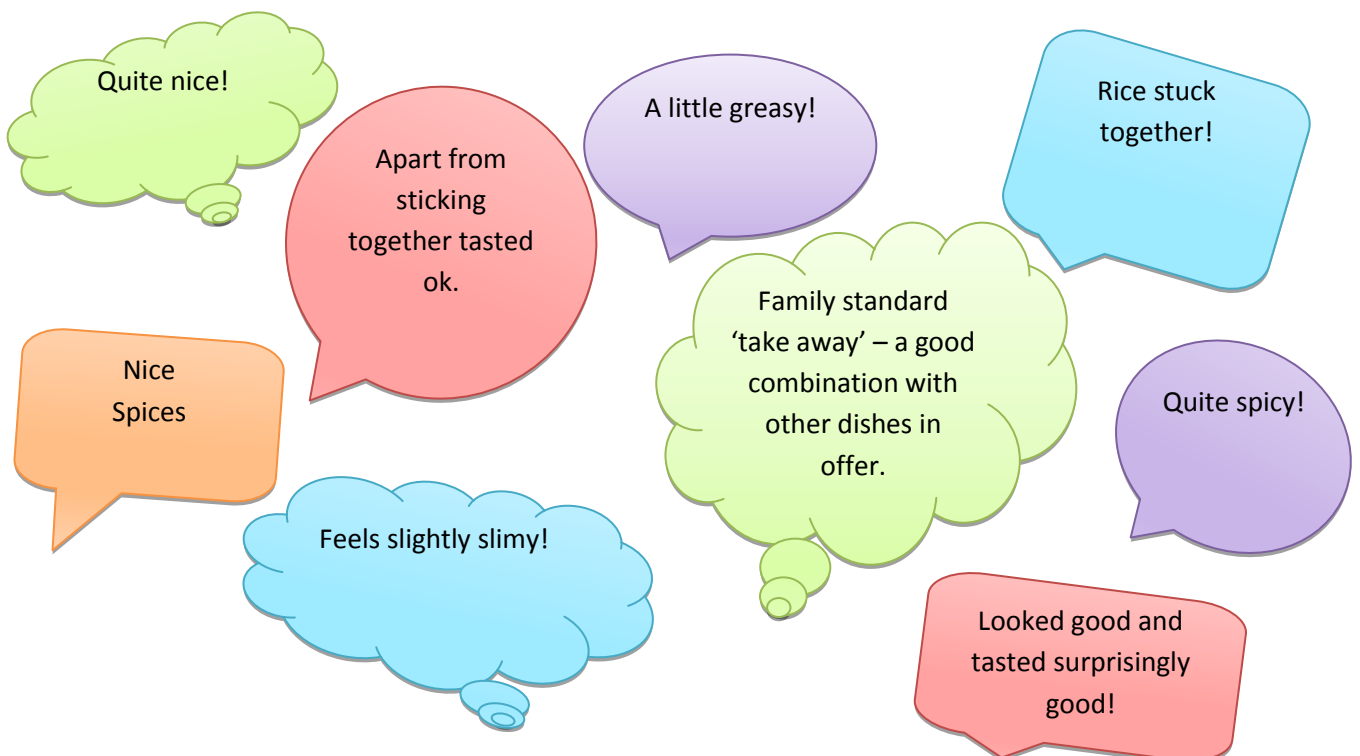 Quite nice!
Apart from
sticking
together tasted
ok.
A little greasy!
Rice stuck
together!
Nice
Spices
Family standard
‘take away’ – a good
combination with
other dishes in
offer.
Quite spicy!
Feels slightly slimy!
Looked good and
tasted surprisingly
good!